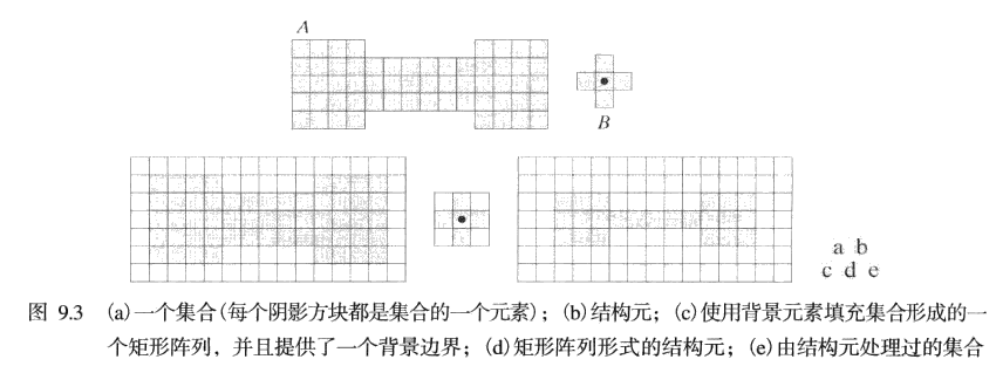 A
B
a b
c d e
图 9.3 (a)一个集合(每个阴影方块都是集合的一个元素)；(b)结构元；(c)使用背景元素填充集合形成的一
个矩形阵列，并且提供了一个背景边界；(d)矩形阵列形式的结构元；(e)由结构元处理过的集合